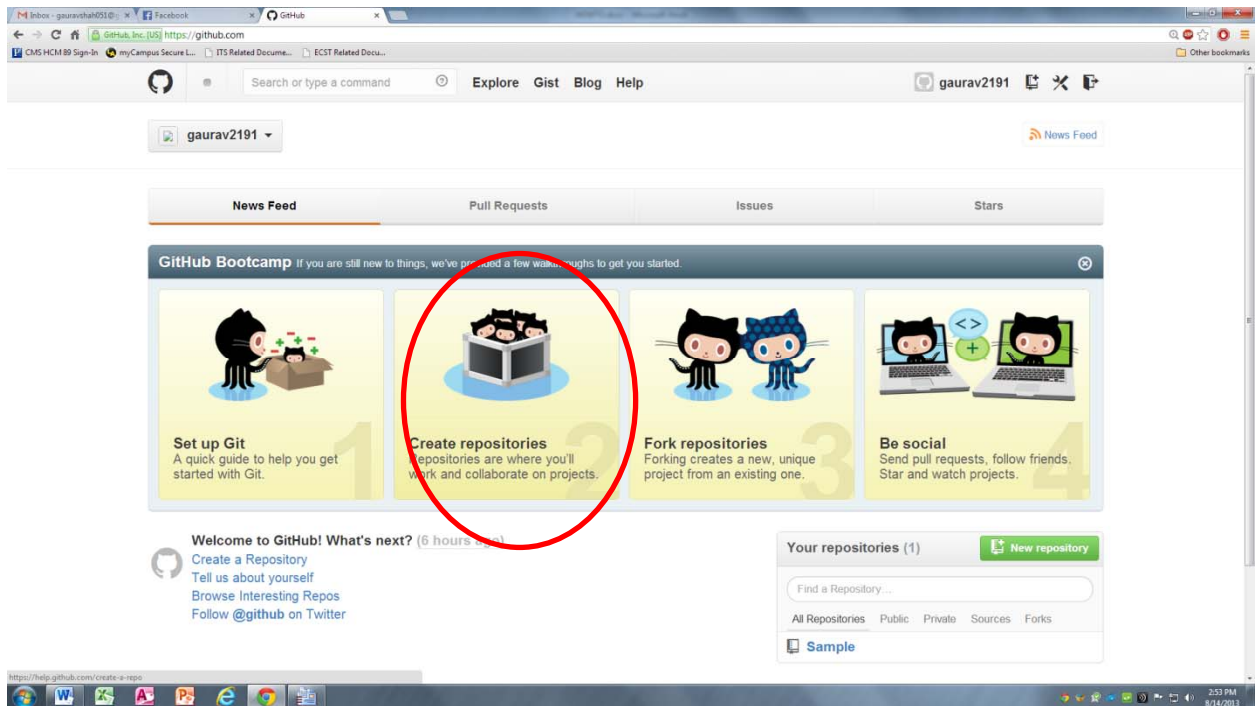 Inbox - gauravshah051@g
Facebook
GitHub
GitHub, Inc. [US] https://github.com
CMS HCM 89 Sign-In
myCampus Secure L...
ITS Related Docume...
ECST Related Docu...
Other bookmarks
Search or type a command
Explore Gist Blog Help
gaurav2191
gaurav2191
News Feed
News Feed
Pull Requests
Issues
Stars
GitHub Bootcamp If you are still new to things, we've provided a few walkthroughs to get you started.
1
Set up Git
A quick guide to help you get
started with Git.
2
Create repositories
Repositories are where you'll
work and collaborate on projects.
3
Fork repositories
Forking creates a new, unique
project from an existing one.
4
Be social
Send pull requests, follow friends.
Star and watch projects.
Welcome to GitHub! What's next? (6 hours ago)
Create a Repository
Tell us about yourself
Browse Interesting Repos
Follow @github on Twitter
Your repositories (1)
New repository
Find a Repository...
All Repositories Public Private Sources Forks
Sample
https://help.github.com/create-a-repo
2:53 PM
8/14/2013